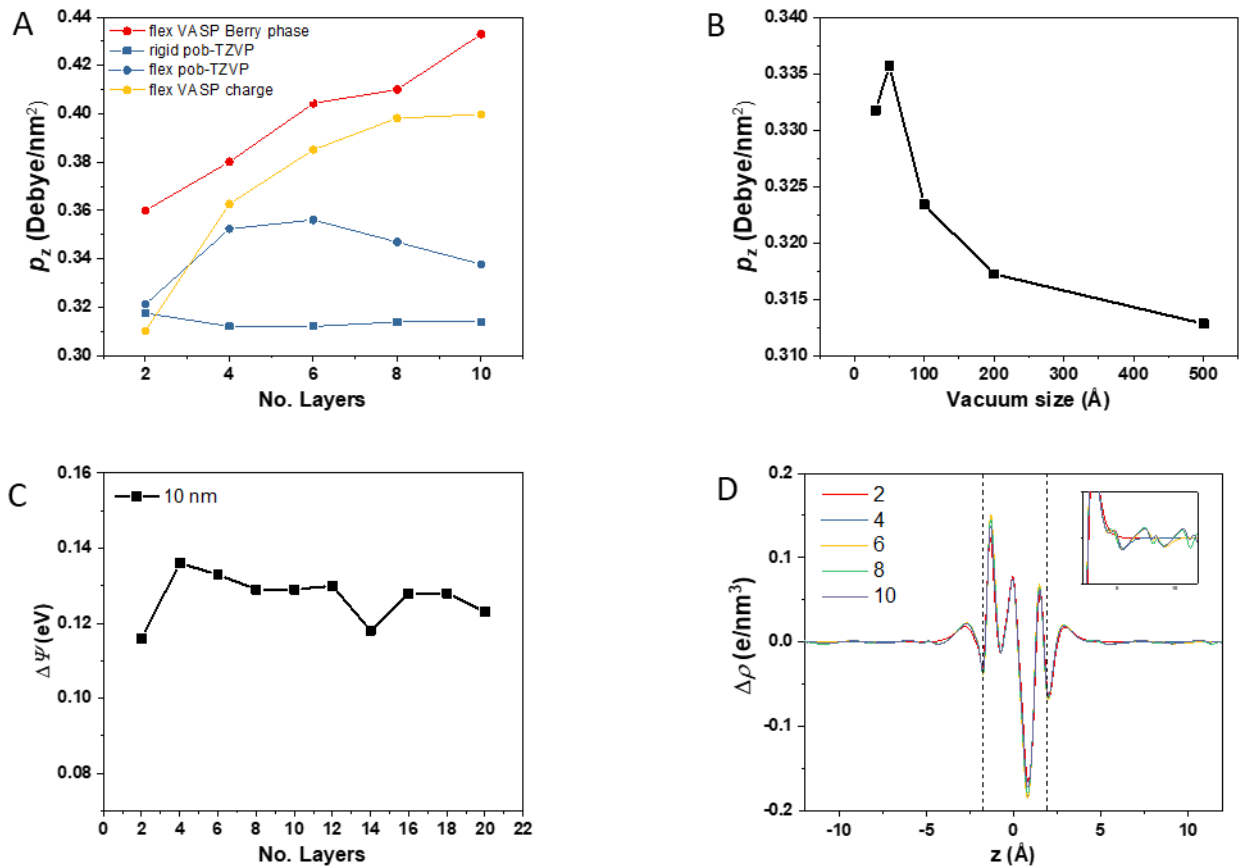 A
flex VASP Berry phase
rigid pob-TZVP
flex pob-TZVP
flex VASP charge
0.44
0.42
0.40
0.38
0.36
0.34
0.32
0.30
p_z (Debye/nm²)
2 4 6 8 10
No. Layers
B
0.340
0.335
0.330
0.325
0.320
0.315
0.310
p_z (Debye/nm²)
0 100 200 300 400 500
Vacuum size (Å)
C
10 nm
0.16
0.14
0.12
0.10
0.08
ΔΨ (eV)
0 2 4 6 8 10 12 14 16 18 20 22
No. Layers
D
2
4
6
8
10
0.2
0.1
0.0
-0.1
-0.2
Δρ (e/nm³)
-10 -5 0 5 10
z (Å)